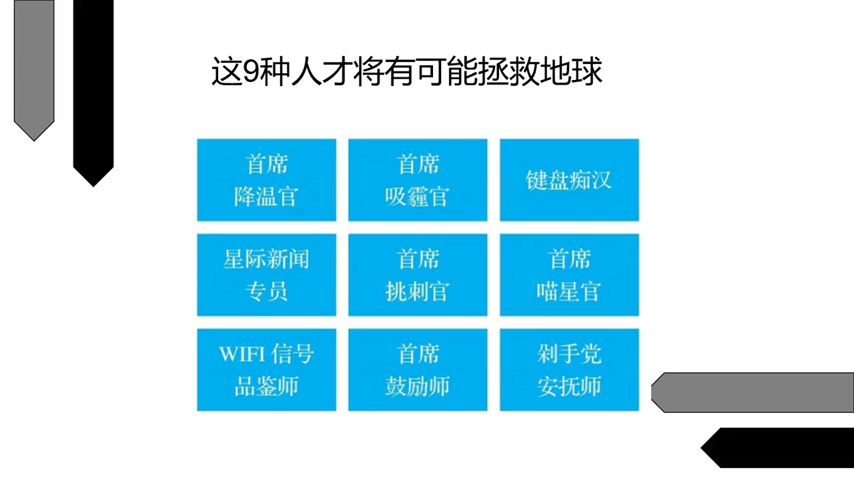 这9种人才将有可能拯救地球
首席
降温官
首席
吸霾官
键盘痴汉
星际新闻
专员
首席
挑刺官
首席
喵星官
WIFI 信号
品鉴师
首席
鼓励师
剁手党
安抚师